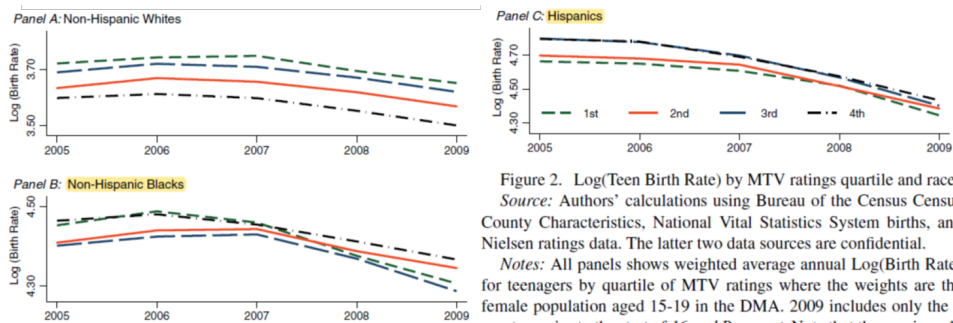 Panel A: Non-Hispanic Whites
Log (Birth Rate)
3.70
3.50
2005 2006 2007 2008 2009
Panel B: Non-Hispanic Blacks
Log (Birth Rate)
4.50
4.30
2005 2006 2007 2008 2009
Panel C: Hispanics
Log (Birth Rate)
4.70
4.50
4.30
1st 2nd 3rd 4th
2005 2006 2007 2008 2009
Figure 2. Log(Teen Birth Rate) by MTV ratings quartile and race
Source: Authors' calculations using Bureau of the Census Censu
County Characteristics, National Vital Statistics System births, an
Nielsen ratings data. The latter two data sources are confidential.
Notes: All panels shows weighted average annual Log(Birth Rate
for teenagers by quartile of MTV ratings where the weights are th
female population aged 15-19 in the DMA. 2009 includes only the